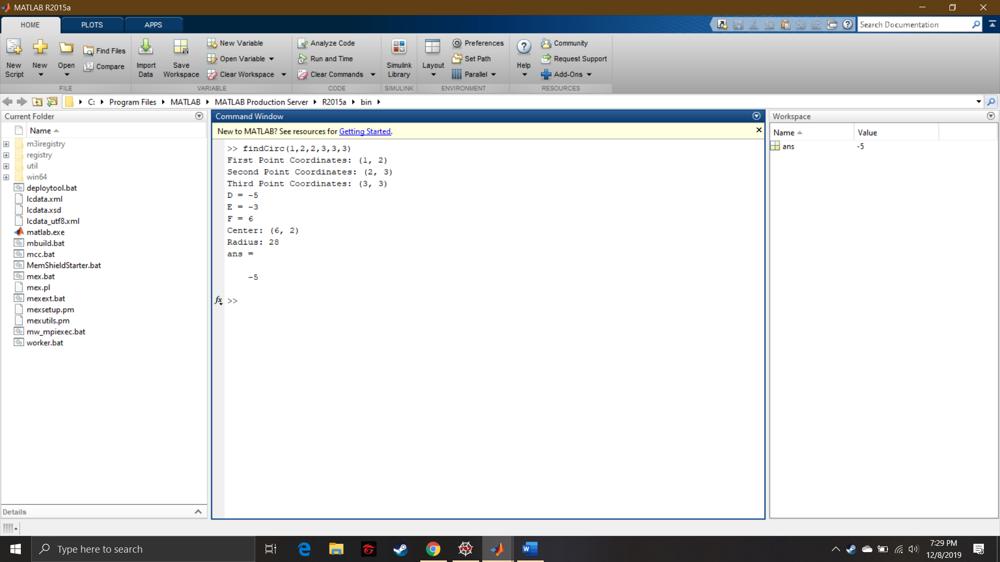 MATLAB R2015a
HOME
PLOTS
APPS
Search Documentation
New Script
New
Open
Find Files
Compare
Import Data
Save Workspace
New Variable
Open Variable
Clear Workspace
Analyze Code
Run and Time
Clear Commands
Simulink Library
Layout
Preferences
Set Path
Parallel
Help
Community
Request Support
Add-Ons
FILE
VARIABLE
CODE
SIMULINK
ENVIRONMENT
RESOURCES
C: Program Files MATLAB MATLAB Production Server R2015a bin
Current Folder
Name
m3iregistry
registry
util
win64
deploytool.bat
lcdata.xml
lcdata.xsd
lcdata_utf8.xml
matlab.exe
mbuild.bat
mcc.bat
MemShieldStarter.bat
mex.bat
mex.pl
mexext.bat
mexsetup.pm
mexutils.pm
mw_mpiexec.bat
worker.bat
Details
Command Window
New to MATLAB? See resources for Getting Started.
>> findCirc(1,2,2,3,3,3)
First Point Coordinates: (1, 2)
Second Point Coordinates: (2, 3)
Third Point Coordinates: (3, 3)
D = -5
E = -3
F = 6
Center: (6, 2)
Radius: 28
ans =
-5
fx >>
Workspace
Name Value
ans -5
Type here to search
7:29 PM
12/8/2019